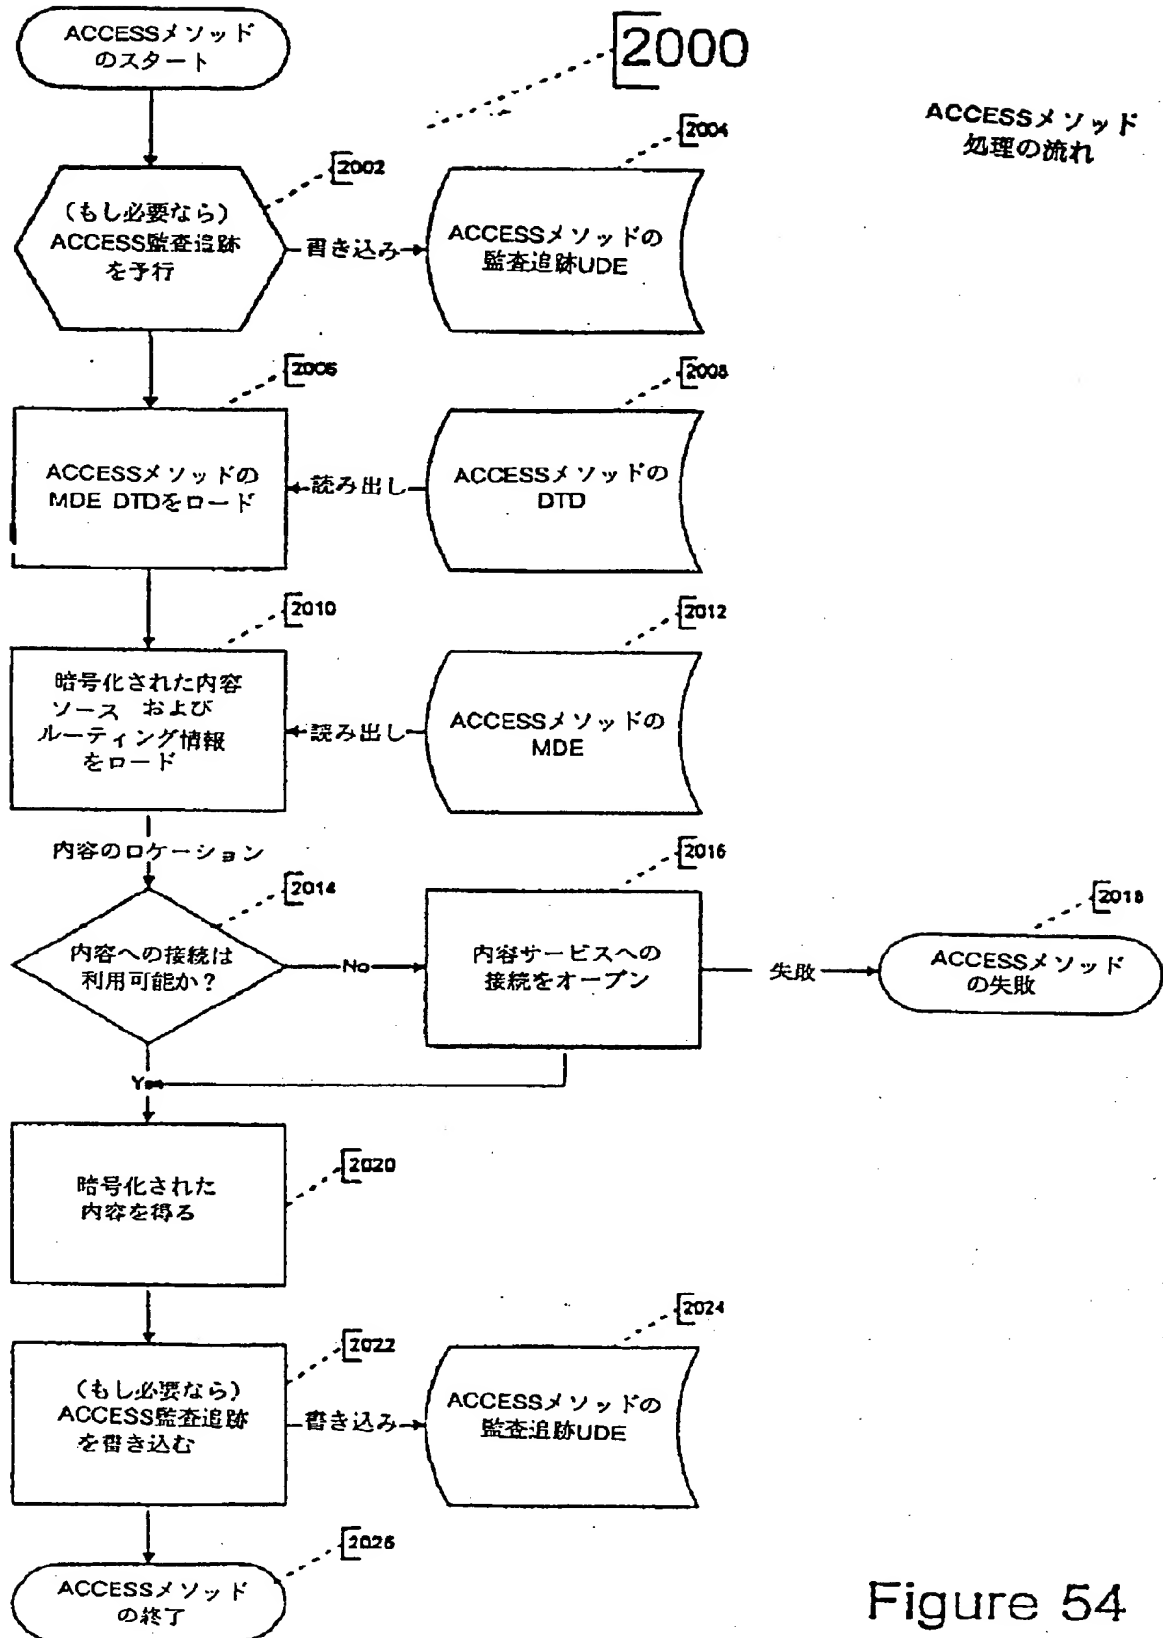 ACCESSメソッド
のスタート
2000
ACCESSメソッド
処理の流れ
2002
2004
(もし必要なら)
ACCESS監査追跡
を予行
書き込み
ACCESSメソッドの
監査追跡UDE
2006
2008
ACCESSメソッドの
MDE DTDをロード
読み出し
ACCESSメソッドの
DTD
2010
2012
暗号化された内容
ソース および
ルーティング情報
をロード
読み出し
ACCESSメソッドの
MDE
内容のロケーション
2014
2016
2018
内容への接続は
利用可能か?
No
内容サービスへの
接続をオープン
失敗
ACCESSメソッド
の失敗
2020
暗号化された
内容を得る
2022
2024
(もし必要なら)
ACCESS監査追跡
を書き込む
書き込み
ACCESSメソッドの
監査追跡UDE
2026
ACCESSメソッド
の終了
Figure 54